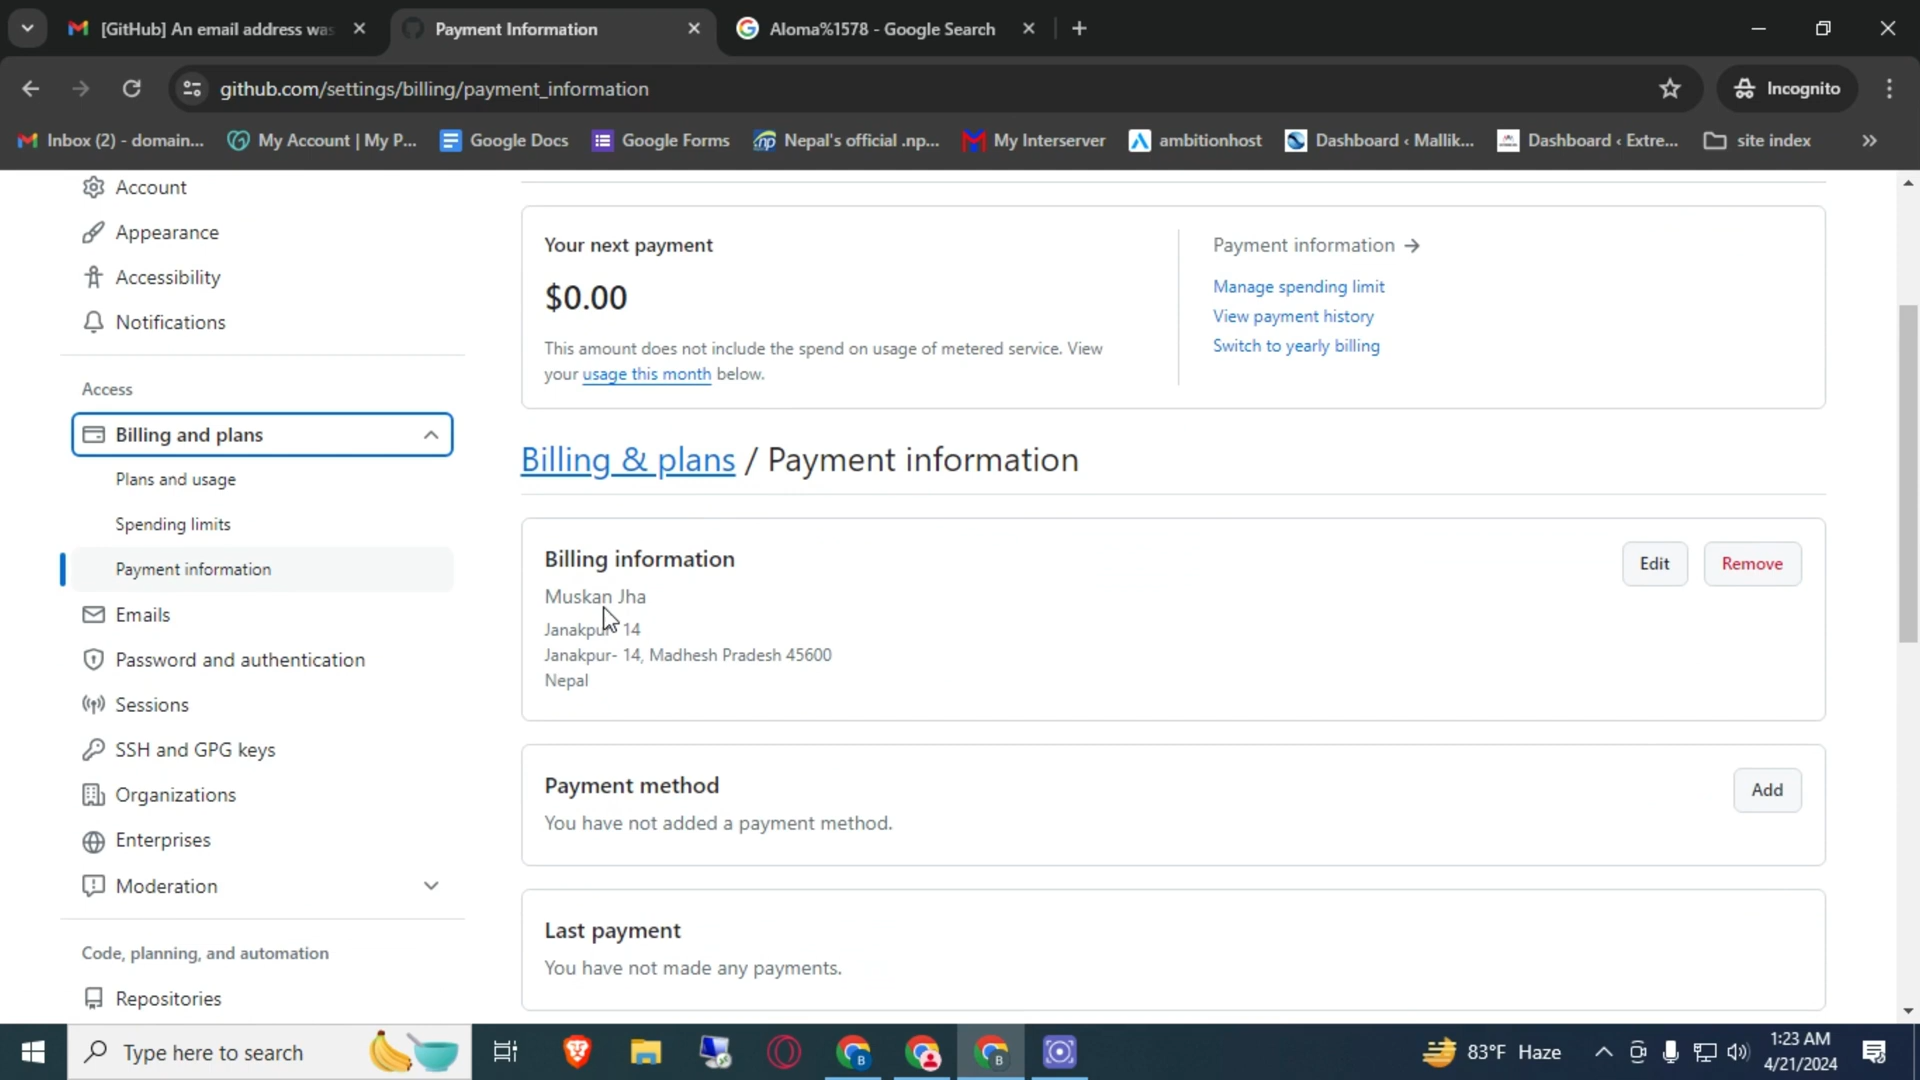 [GitHub] An email address was
Payment Information
Aloma%1578 - Google Search
github.com/settings/billing/payment_information
Incognito
Inbox (2) - domain...
My Account | My P...
Google Docs
Google Forms
Nepal's official .np...
My Interserver
ambitionhost
Dashboard ‹ Mallik...
Dashboard ‹ Extre...
site index
Account
Appearance
Accessibility
Notifications
Access
Billing and plans
Plans and usage
Spending limits
Payment information
Emails
Password and authentication
Sessions
SSH and GPG keys
Organizations
Enterprises
Moderation
Code, planning, and automation
Repositories
Your next payment
$0.00
This amount does not include the spend on usage of metered service. View
your usage this month below.
Payment information →
Manage spending limit
View payment history
Switch to yearly billing
Billing & plans / Payment information
Billing information
Edit
Remove
Muskan Jha
Janakpur- 14
Janakpur- 14, Madhesh Pradesh 45600
Nepal
Payment method
Add
You have not added a payment method.
Last payment
You have not made any payments.
Type here to search
83°F Haze
1:23 AM
4/21/2024